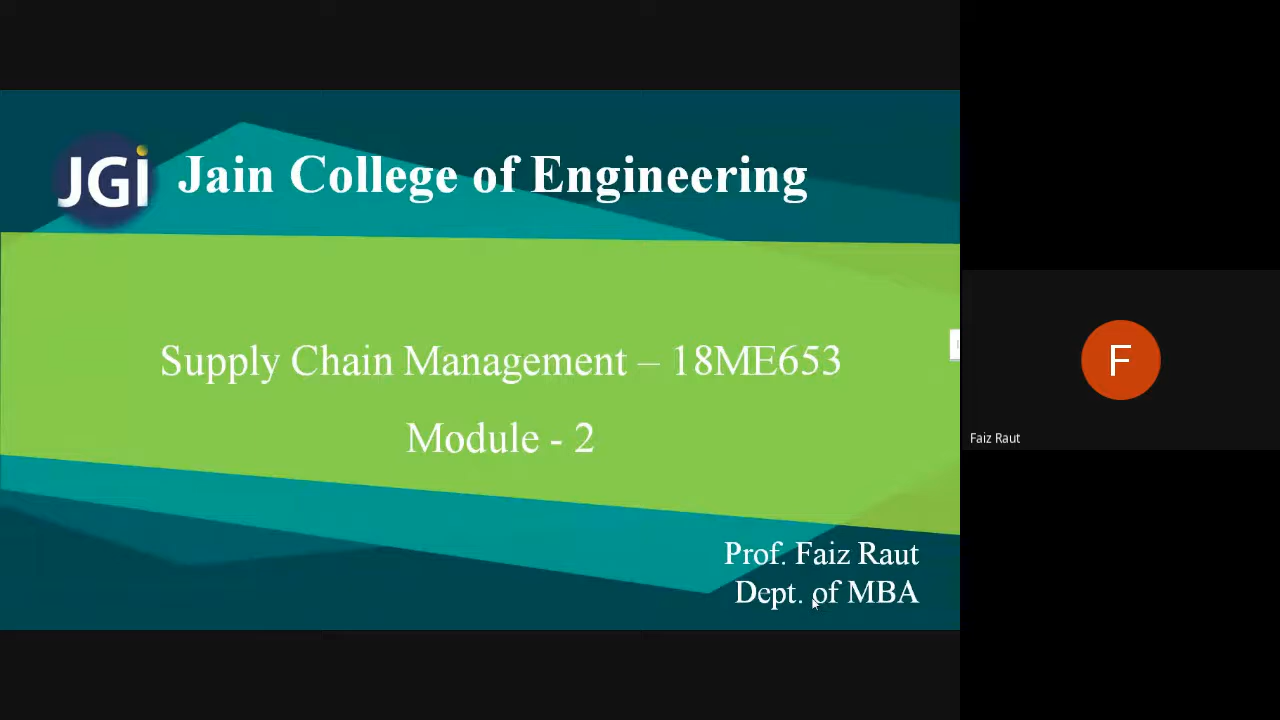 JGi
Jain College of Engineering
Supply Chain Management – 18ME653
Module - 2
Prof. Faiz Raut
Dept. of MBA
F
Faiz Raut